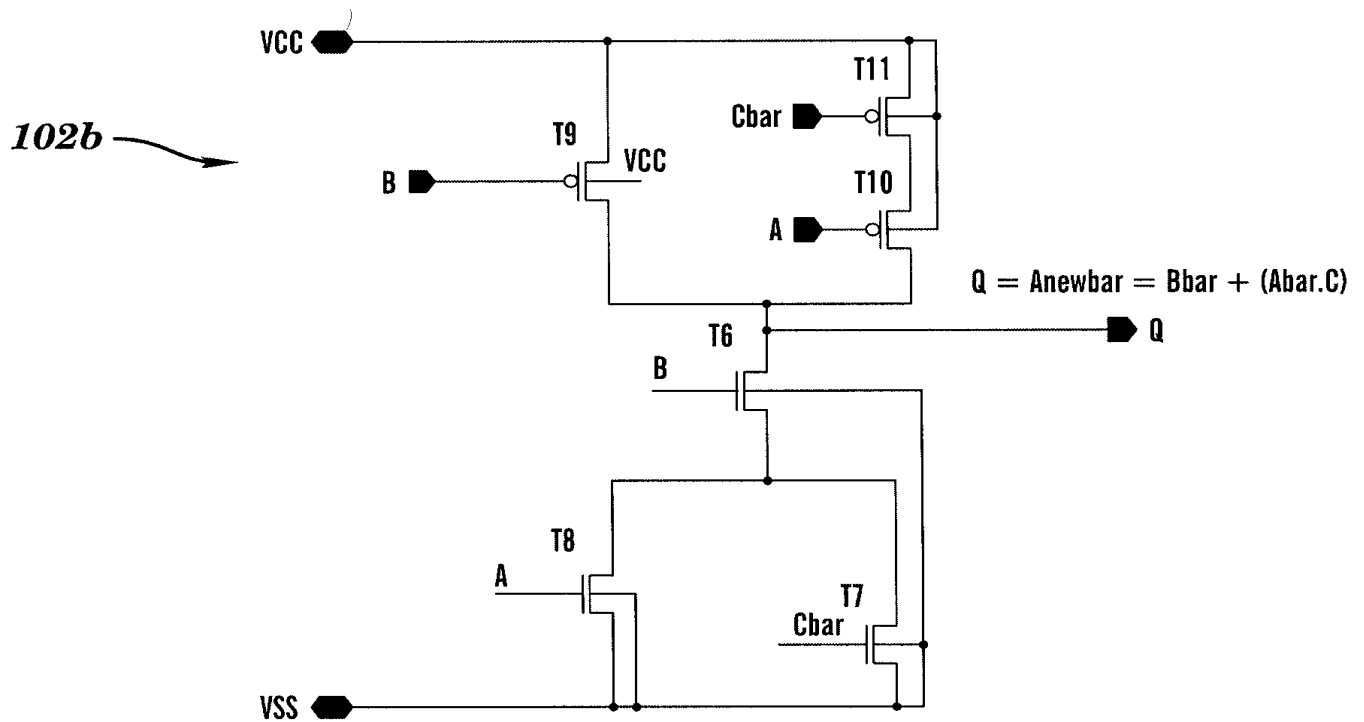 VCC
T11
Cbar
102b
T9
VCC
B
T10
A
Q = Anewbar = Bbar + (Abar.C)
Q
T6
B
T8
A
T7
Cbar
VSS